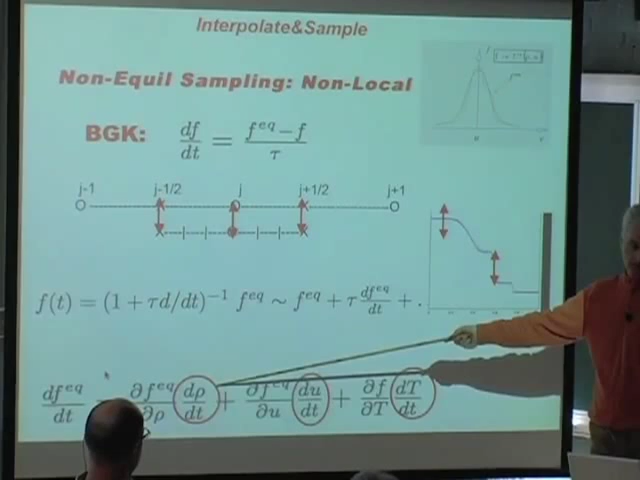 Interpolate&Sample
Non-Equil Sampling: Non-Local
BGK: df/dt = f^eq − f / τ
j-1 j-1/2 j j+1/2 j+1
f(t) = (1 + τd/dt)^−1 f^eq ∼ f^eq + τ df^eq/dt + .
df^eq/dt = ∂f^eq/∂ρ dρ/dt + ∂f^eq/∂u du/dt + ∂f/∂T dT/dt